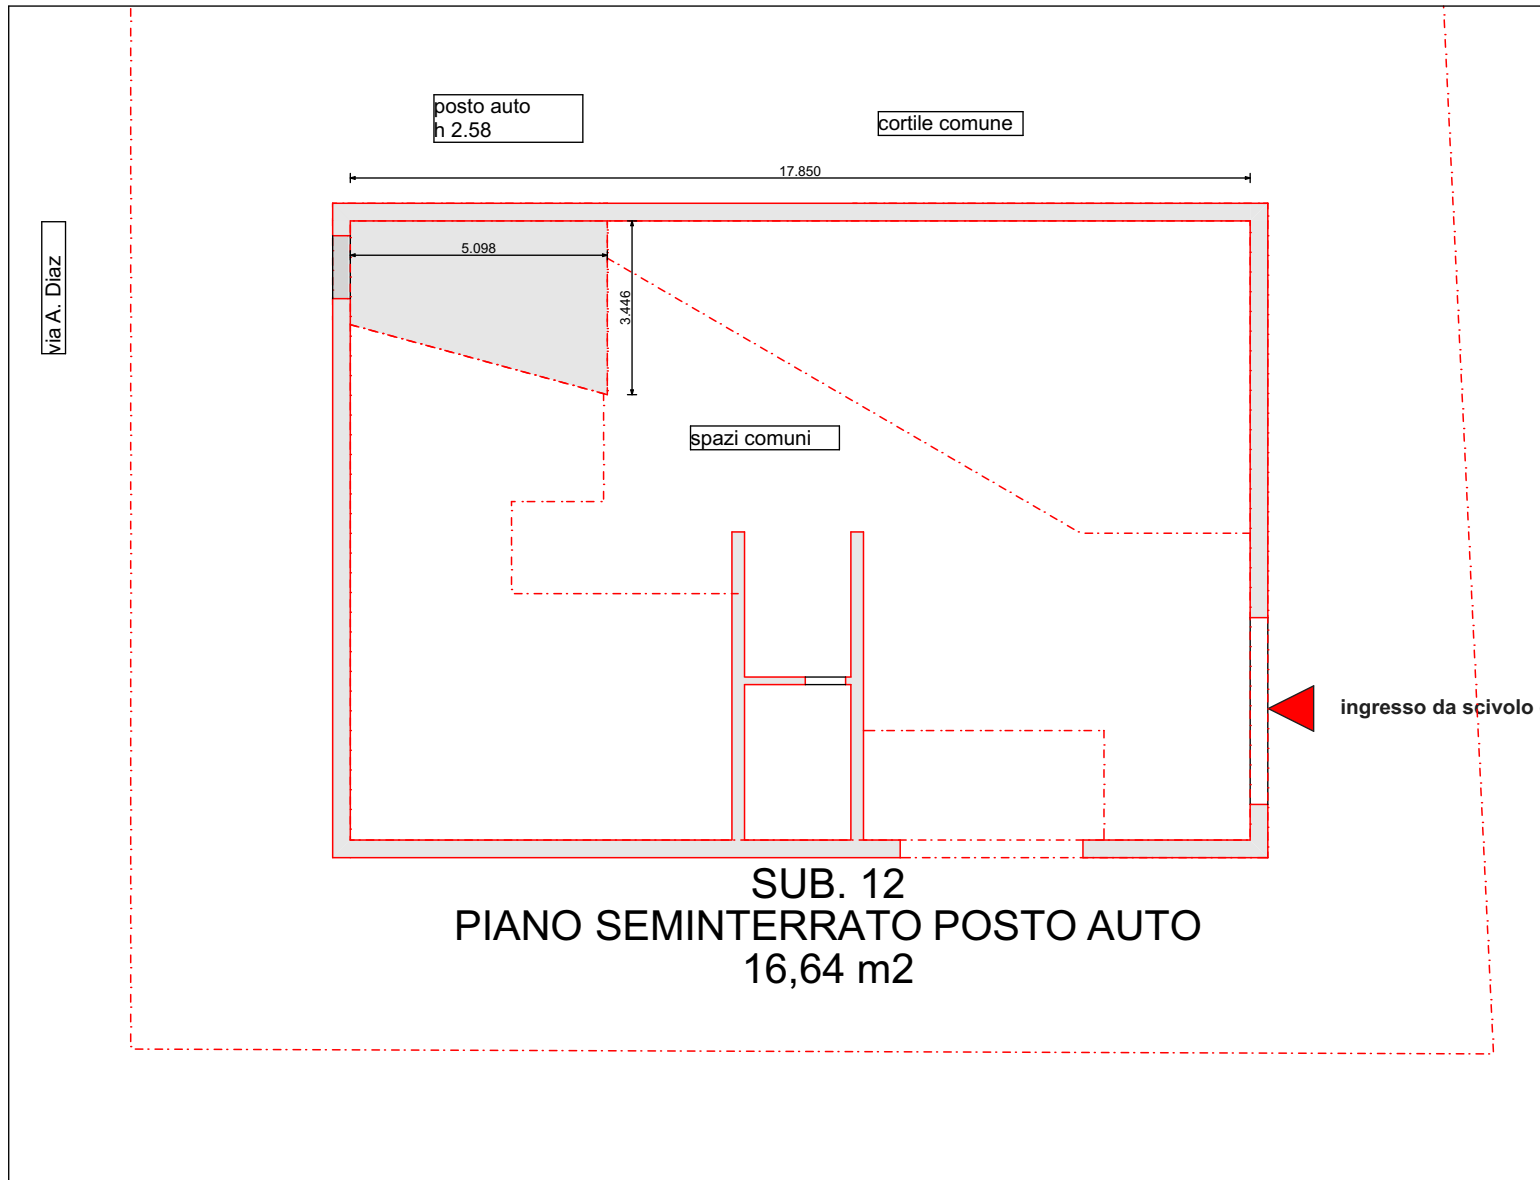 posto auto
h 2.58
cortile comune
17.850
via A. Diaz
5.098
3.446
spazi comuni
ingresso da scivolo
SUB. 12
PIANO SEMINTERRATO POSTO AUTO
16,64 m2